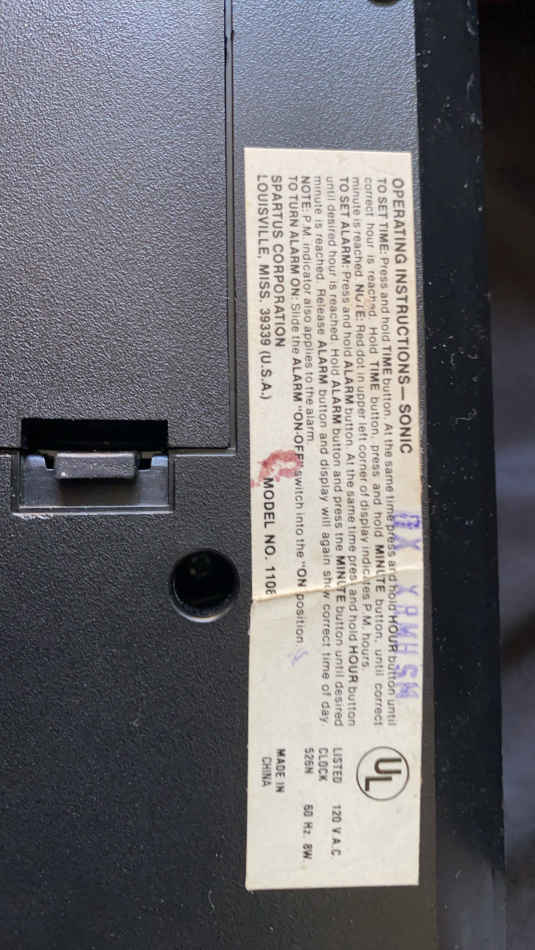 OPERATING INSTRUCTIONS— SONIC
TO SET TIME: Press and hold TIME button. At the same time press and hold HOUR button until
correct hour is reached. Hold TIME button, press and hold MINUTE button, until correct
minute is reached. NOTE: Red dot in upper left corner of display indicates P.M. hours.
TO SET ALARM: Press and hold ALARM button. At the same time press and hold HOUR button
until desired hour is reached. Hold ALARM button and press the MINUTE button until desired
minute is reached. Release ALARM button and display will again show correct time of day.
NOTE: P.M. indicator also applies to the alarm.
TO TURN ALARM ON: Slide the ALARM "ON-OFF" switch into the "ON position.
SPARTUS CORPORATION
LOUISVILLE, MISS. 39339 (U.S.A.)
MODEL NO. 1108
UL
LISTED 120 V A.C.
CLOCK
526N 60 Hz. 8W
MADE IN
CHINA